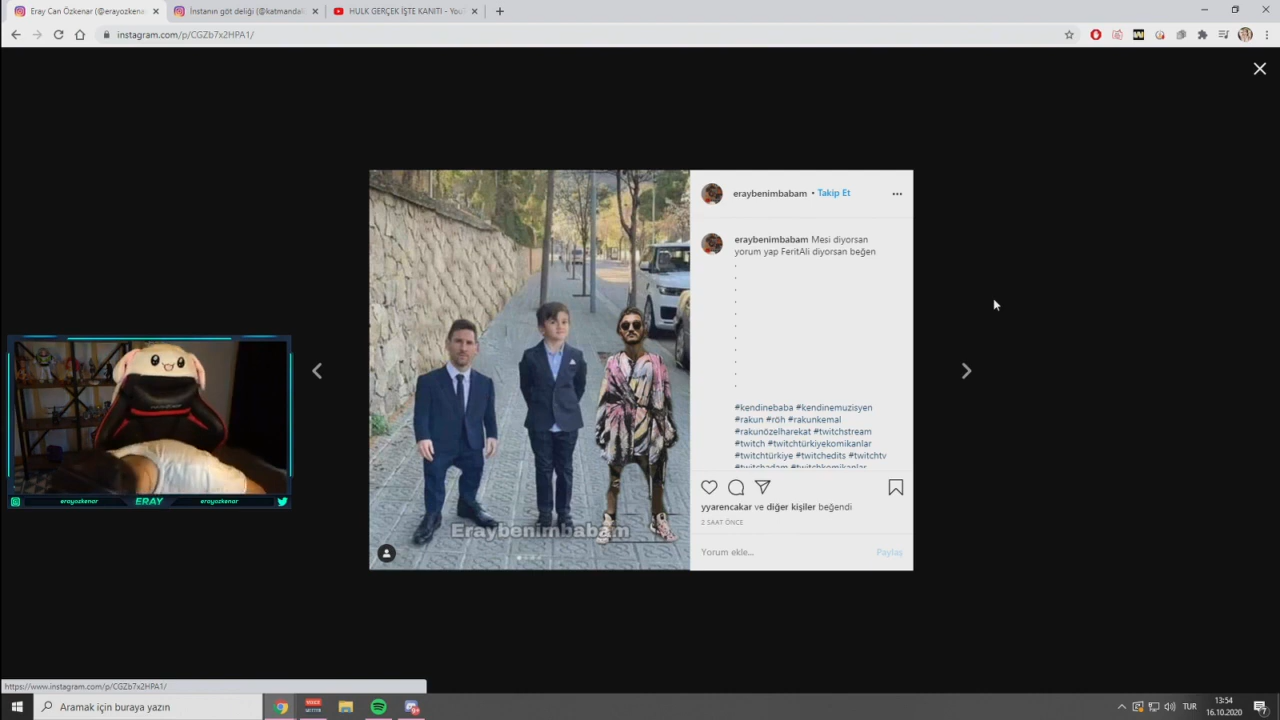 Eray Can Özkenar (@erayozkena
İnstanın göt deliği (@katmandal
HULK GERÇEK İŞTE KANITI - You
instagram.com/p/CGZb7x2HPA1/
eraybenimbabam • Takip Et
eraybenimbabam Mesi diyorsan
yorum yap FeritAli diyorsan beğen
.
.
.
.
.
.
.
.
.
.
.
#kendinebaba #kendinemuzisyen
#rakun #röh #rakunkemal
#rakunözelharekat #twitchstream
#twitch #twitchtürkiyekomikanlar
#twitchtürkiye #twitchedits #twitchtv
#twitchadam #twitchkomikanlar
yyarencakar ve diğer kişiler beğendi
2 SAAT ÖNCE
Yorum ekle... Paylaş
Eraybenimbabam
erayozkenar ERAY erayozkenar
https://www.instagram.com/p/CGZb7x2HPA1/
Aramak için buraya yazın
TUR
13:54
16.10.2020